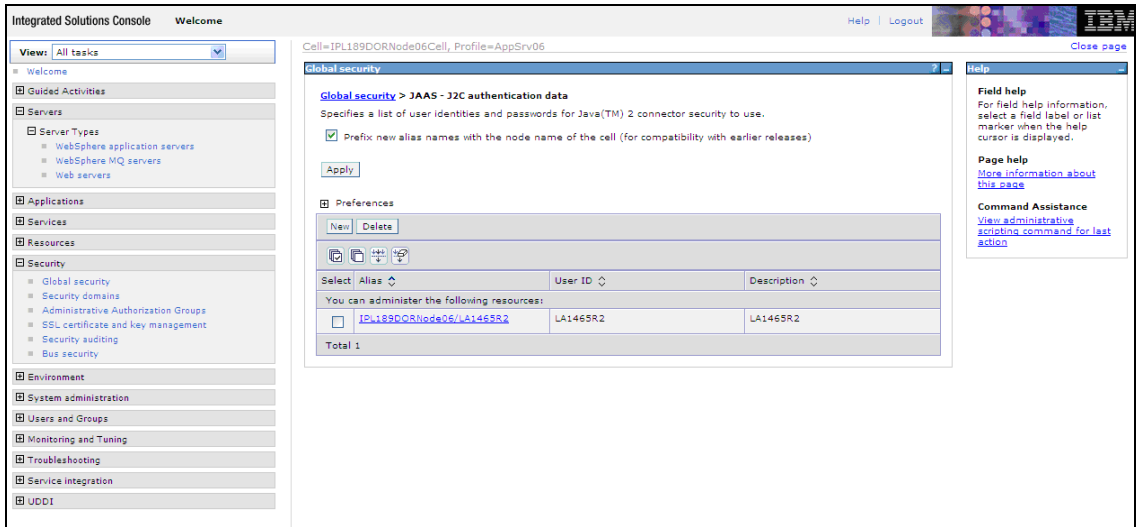 Integrated Solutions Console Welcome Help | Logout IBM
View: All tasks
Welcome
Guided Activities
Servers
Server Types
WebSphere application servers
WebSphere MQ servers
Web servers
Applications
Services
Resources
Security
Global security
Security domains
Administrative Authorization Groups
SSL certificate and key management
Security auditing
Bus security
Environment
System administration
Users and Groups
Monitoring and Tuning
Troubleshooting
Service integration
UDDI
Cell=IPL189DORNode06Cell, Profile=AppSrv06
Close page
Global security ? _
Global security > JAAS - J2C authentication data
Specifies a list of user identities and passwords for Java(TM) 2 connector security to use.
Prefix new alias names with the node name of the cell (for compatibility with earlier releases)
Apply
Preferences
New Delete
Select Alias User ID Description
You can administer the following resources:
IPL189DORNode06/LA1465R2 LA1465R2 LA1465R2
Total 1
Help _
Field help
For field help information,
select a field label or list
marker when the help
cursor is displayed.
Page help
More information about
this page
Command Assistance
View administrative
scripting command for last
action